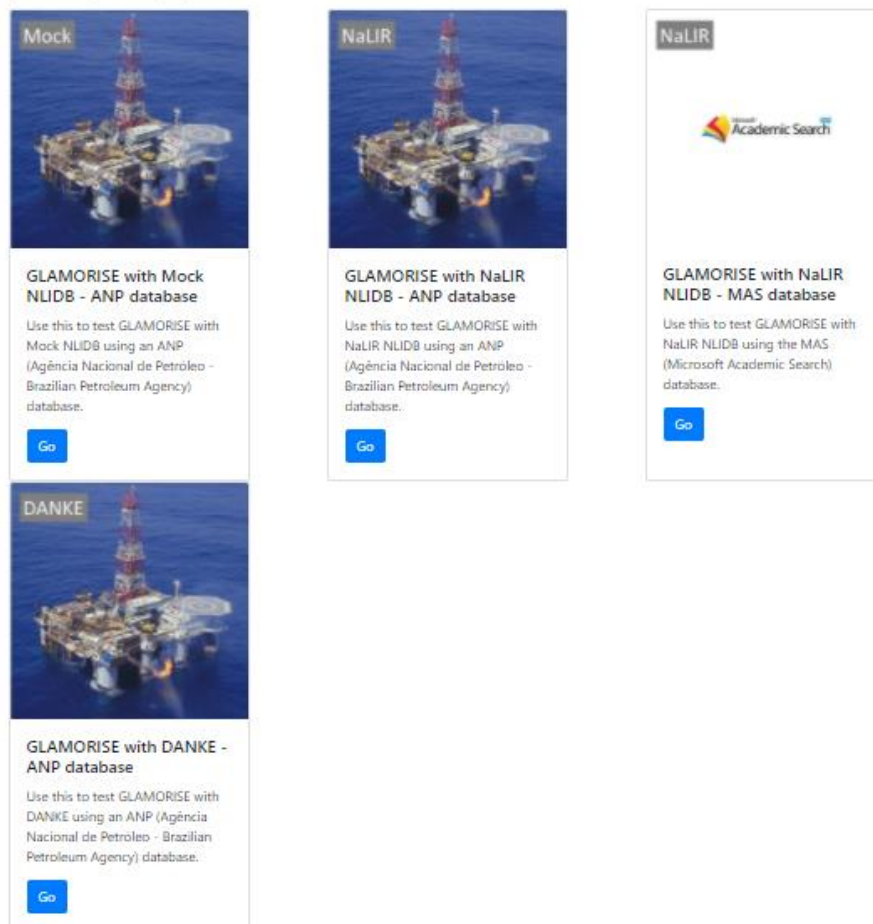 Mock
GLAMORISE with Mock
NLIDB - ANP database
Use this to test GLAMORISE with
Mock NLIDB using an ANP
(Agência Nacional de Petróleo -
Brazilian Petroleum Agency)
database.
Go
NaLIR
GLAMORISE with NaLIR
NLIDB - ANP database
Use this to test GLAMORISE with
NaLIR NLIDB using an ANP
(Agência Nacional de Petróleo -
Brazilian Petroleum Agency)
database.
Go
NaLIR
Academic Search
GLAMORISE with NaLIR
NLIDB - MAS database
Use this to test GLAMORISE with
NaLIR NLIDB using the MAS
(Microsoft Academic Search)
database.
Go
DANKE
GLAMORISE with DANKE -
ANP database
Use this to test GLAMORISE with
DANKE using an ANP (Agência
Nacional de Petróleo - Brazilian
Petroleum Agency) database.
Go